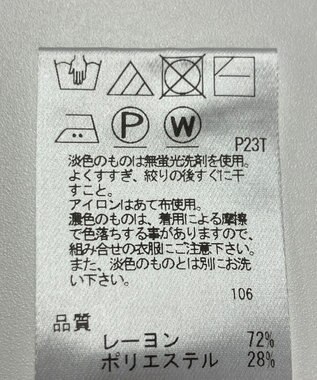 P
W
P23T
淡色のものは無蛍光洗剤を使用。
よくすすぎ、絞りの後すぐに干
すこと。
アイロンはあて布使用。
濃色のものは、着用による摩擦
で色落ちする事がありますので、
組み合せの衣服にご注意下さい。
また、淡色のものとは別にお洗
い下さい。
106
品質
レーヨン 72%
ポリエステル 28%